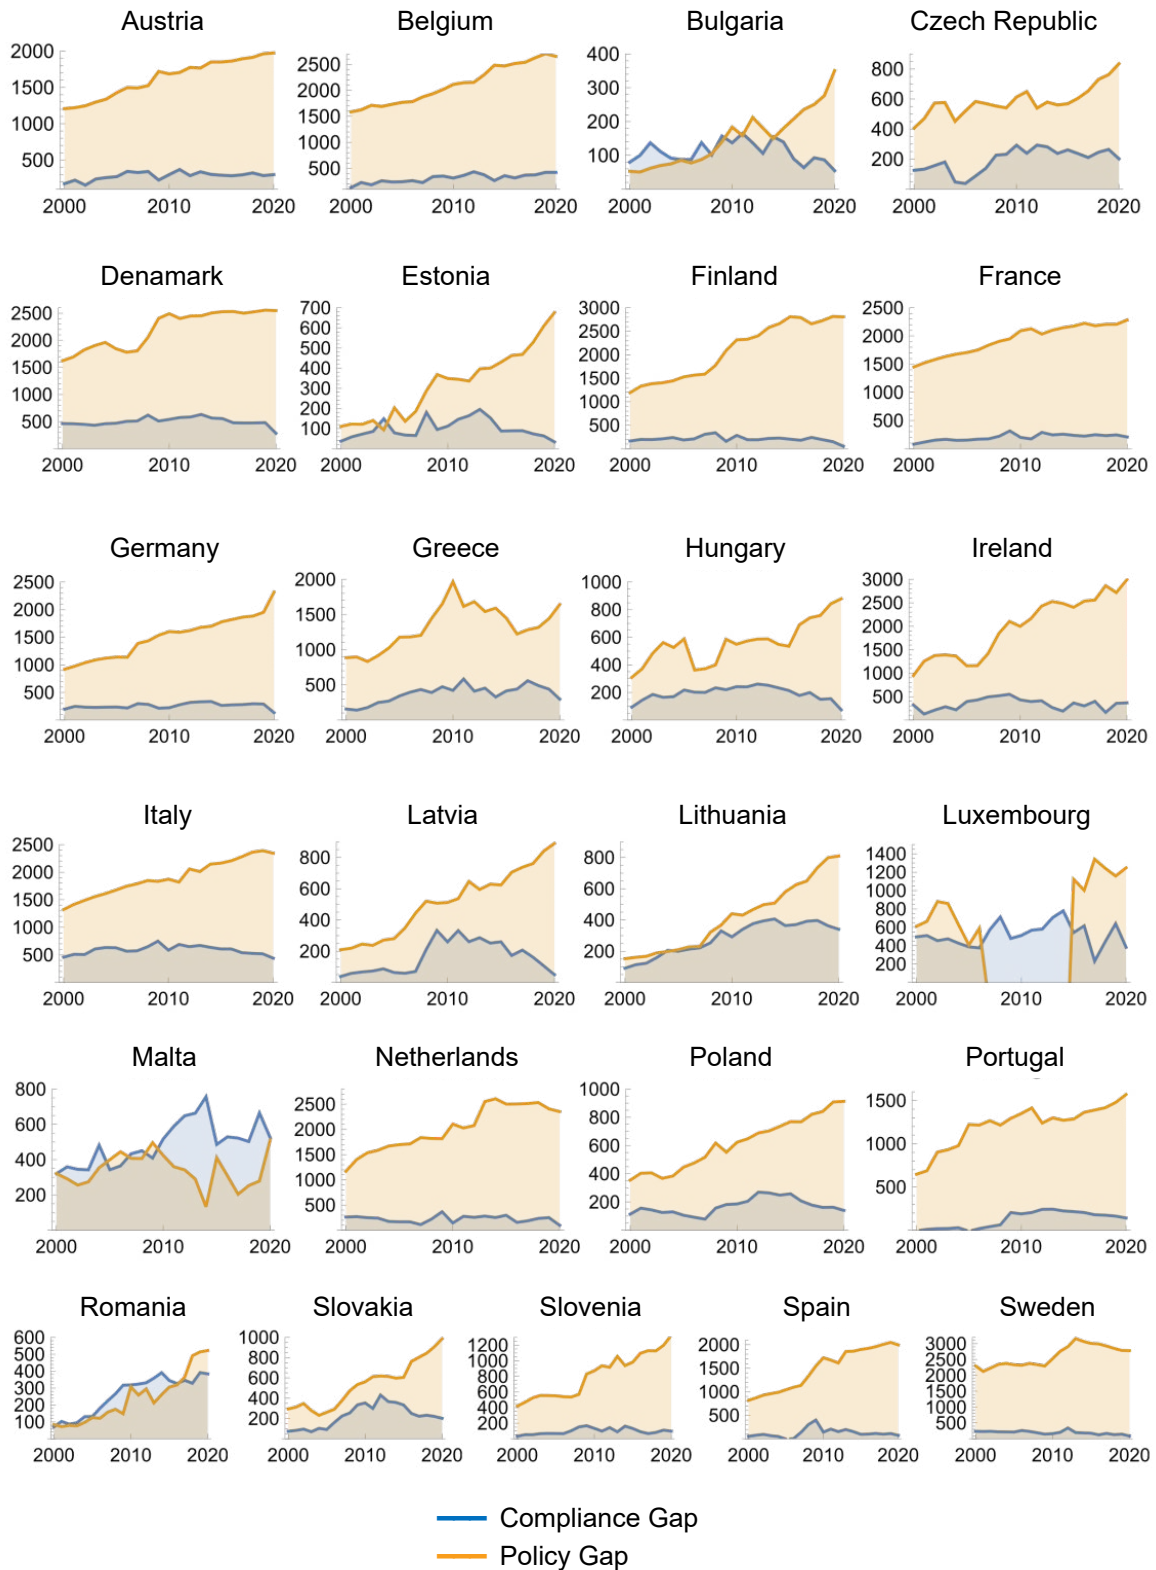 Austria Belgium Bulgaria Czech Republic
2000 1500 1000 500 2000 2010 2020
2500 2000 1500 1000 500 2000 2010 2020
400 300 200 100 2000 2010 2020
800 600 400 200 2000 2010 2020
Denamark Estonia Finland France
2500 2000 1500 1000 500 2000 2010 2020
700 600 500 400 300 200 100 2000 2010 2020
3000 2500 2000 1500 1000 500 2000 2010 2020
2500 2000 1500 1000 500 2000 2010 2020
Germany Greece Hungary Ireland
2500 2000 1500 1000 500 2000 2010 2020
2000 1500 1000 500 2000 2010 2020
1000 800 600 400 200 2000 2010 2020
3000 2500 2000 1500 1000 500 2000 2010 2020
Italy Latvia Lithuania Luxembourg
2500 2000 1500 1000 500 2000 2010 2020
800 600 400 200 2000 2010 2020
800 600 400 200 2000 2010 2020
1400 1200 1000 800 600 400 200 2000 2010 2020
Malta Netherlands Poland Portugal
800 600 400 200 2000 2010 2020
2500 2000 1500 1000 500 2000 2010 2020
1000 800 600 400 200 2000 2010 2020
1500 1000 500 2000 2010 2020
Romania Slovakia Slovenia Spain Sweden
600 500 400 300 200 100 2000 2010 2020
1000 800 600 400 200 2000 2010 2020
1200 1000 800 600 400 200 2000 2010 2020
2000 1500 1000 500 2000 2010 2020
3000 2500 2000 1500 1000 500 2000 2010 2020
Compliance Gap
Policy Gap